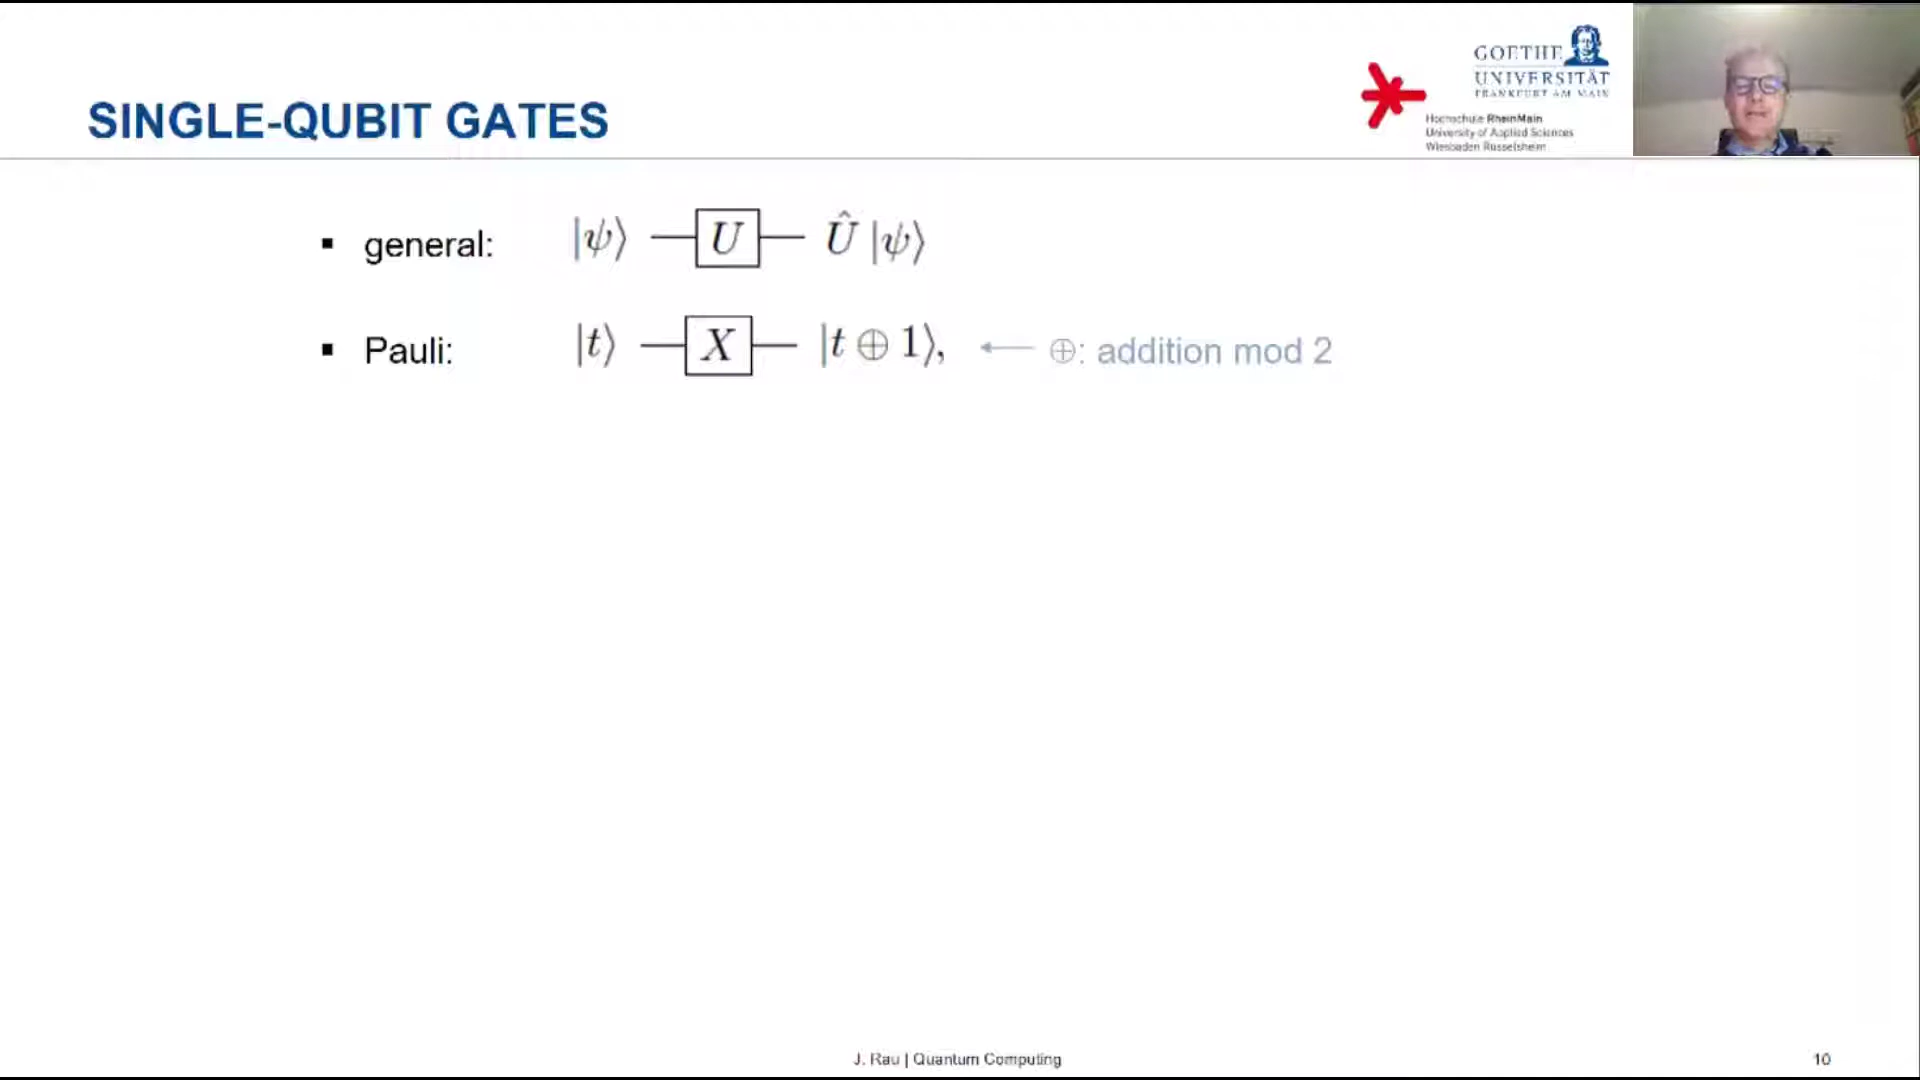 SINGLE-QUBIT GATES
GOETHE
UNIVERSITÄT
FRANKFURT AM MAIN
Hochschule RheinMain
University of Applied Sciences
Wiesbaden Rüsselsheim
▪ general: |ψ⟩ U Û |ψ⟩
▪ Pauli: |t⟩ X |t ⊕ 1⟩, ← ⊕: addition mod 2
J. Rau | Quantum Computing
10